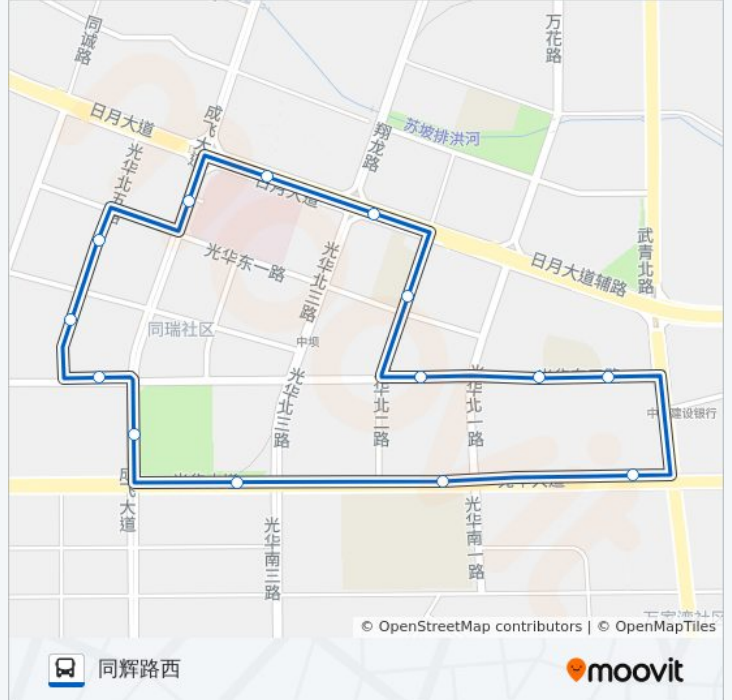 同诚路
万花路
日月大道
成飞大道
翔龙路
苏坡排洪河
光华北五路
日月大道
武青北路
光华东一路
光华北三路
日月大道辅路
同瑞社区
中坝
光华北三路
华北二路
光华北一路
建设银行
成飞大道
光华南三路
光华南一路
© OpenStreetMap contributors | © OpenMapTiles
同辉路西
moovit